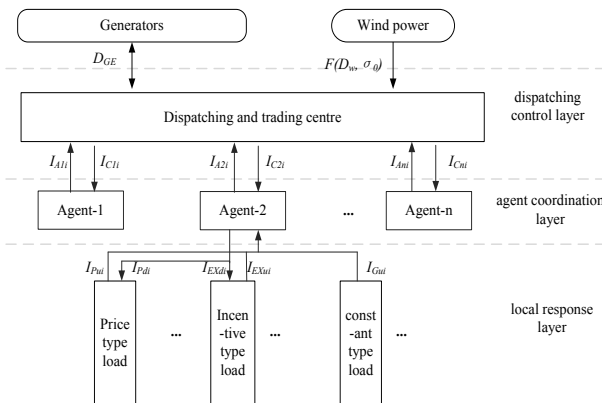 Generators
Wind power
D_GE
F(D_w, σ_0)
dispatching
control layer
Dispatching and trading centre
I_A1i
I_C1i
I_A2i
I_C2i
I_Ani
I_Cni
Agent-1
Agent-2
...
Agent-n
agent coordination
layer
I_Pui
I_Pdi
I_EXdi
I_EXui
I_Gui
Price
type
load
...
Incen
-tive
type
load
...
const
-ant
type
load
...
local response
layer